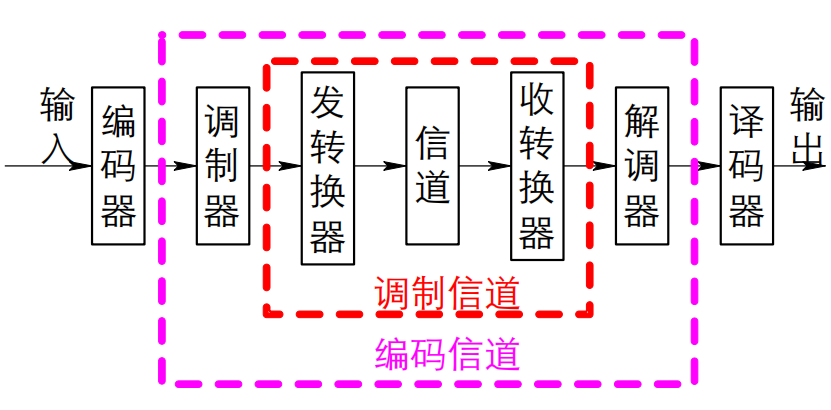 输入
编码器
调制器
发转换器
信道
收转换器
解调器
译码器
输出
调制信道
编码信道